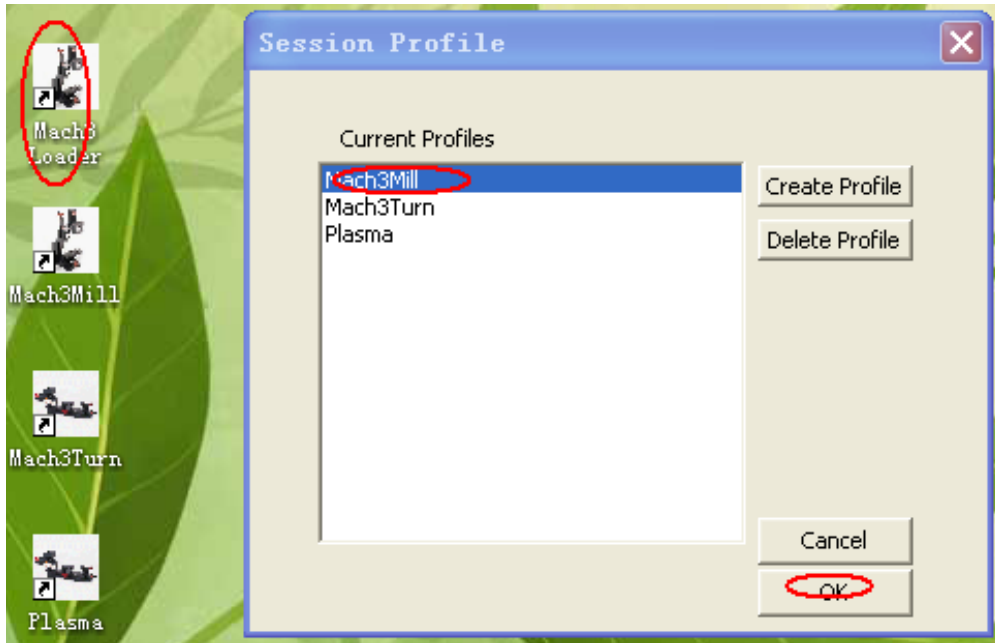 Mach3
Loader
Mach3Mill
Mach3Turn
Plasma
Session Profile
Current Profiles
Mach3Mill
Mach3Turn
Plasma
Create Profile
Delete Profile
Cancel
OK